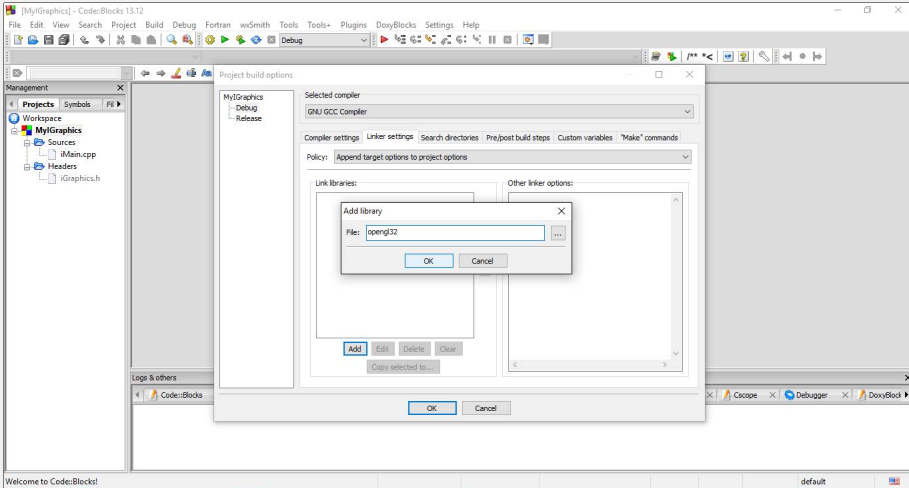 [MyIGraphics] - Code::Blocks 13.12
File Edit View Search Project Build Debug Fortran wxSmith Tools Tools+ Plugins DoxyBlocks Settings Help
Debug
/** *<
Management
Projects Symbols Fil
Workspace
MyIGraphics
Sources
iMain.cpp
Headers
iGraphics.h
Project build options
MyIGraphics
Debug
Release
Selected compiler
GNU GCC Compiler
Compiler settings Linker settings Search directories Pre/post build steps Custom variables "Make" commands
Policy: Append target options to project options
Link libraries:
Other linker options:
Add library
File: opengl32 ...
OK Cancel
Add Edit Delete Clear
Copy selected to...
OK Cancel
Logs & others
Code::Blocks
Cscope Debugger DoxyBlock
Welcome to Code::Blocks!
default